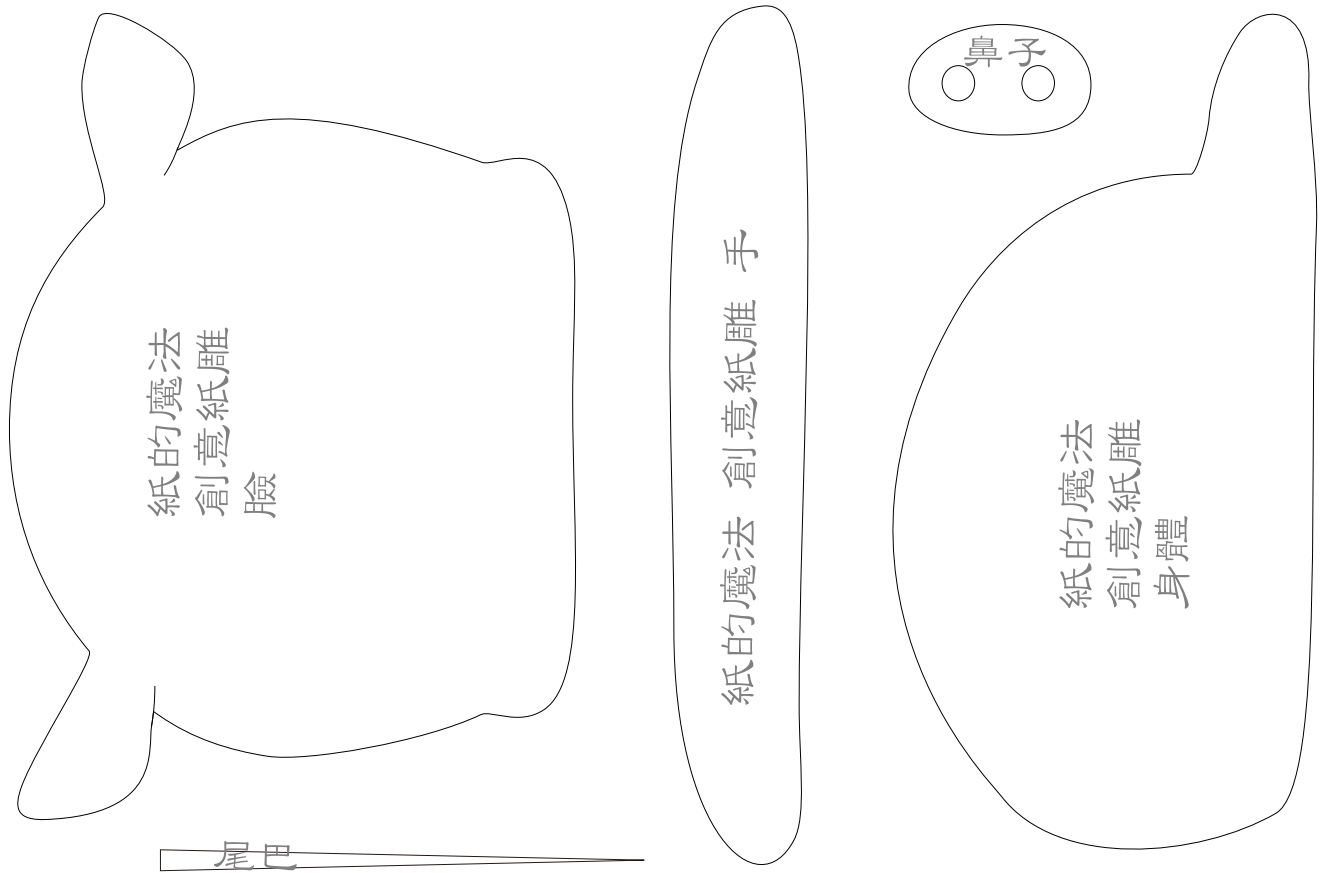 紙的魔法
創意紙雕
臉
紙的魔法 創意紙雕 手
鼻子
紙的魔法
創意紙雕
身體
尾巴